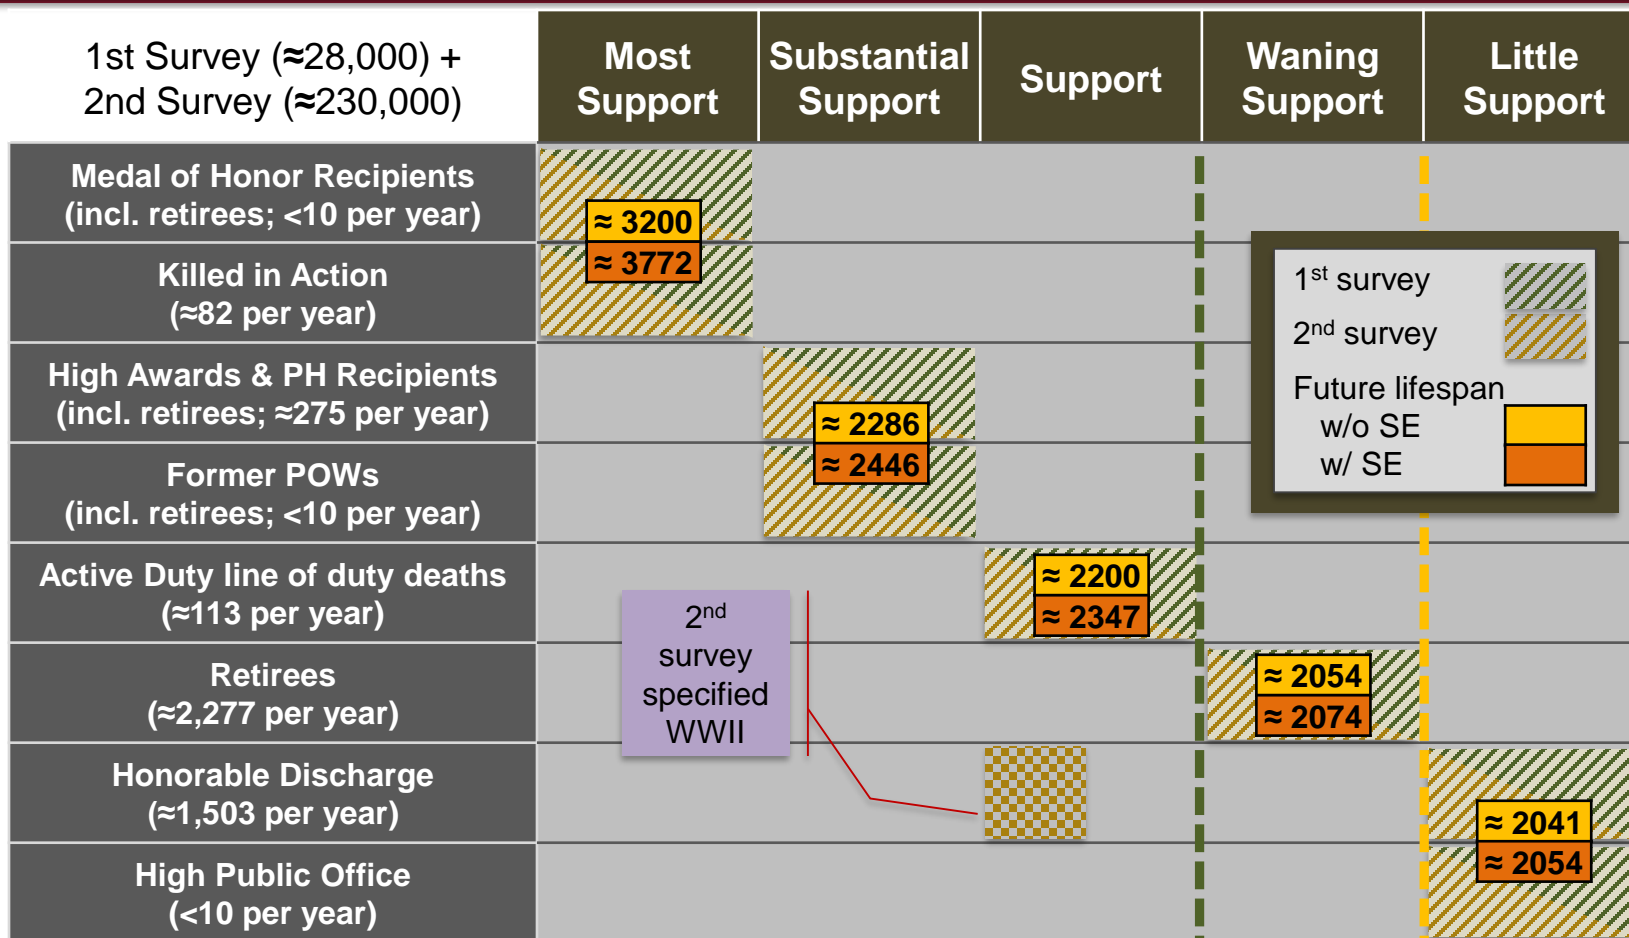 1st Survey (≈28,000) +
2nd Survey (≈230,000)
Most
Support
Substantial
Support
Support
Waning
Support
Little
Support
Medal of Honor Recipients
(incl. retirees; <10 per year)
≈ 3200
≈ 3772
Killed in Action
(≈82 per year)
High Awards & PH Recipients
(incl. retirees; ≈275 per year)
≈ 2286
≈ 2446
Former POWs
(incl. retirees; <10 per year)
Active Duty line of duty deaths
(≈113 per year)
≈ 2200
≈ 2347
Retirees
(≈2,277 per year)
≈ 2054
≈ 2074
Honorable Discharge
(≈1,503 per year)
≈ 2041
≈ 2054
High Public Office
(<10 per year)
2nd
survey
specified
WWII
1st survey
2nd survey
Future lifespan
w/o SE
w/ SE